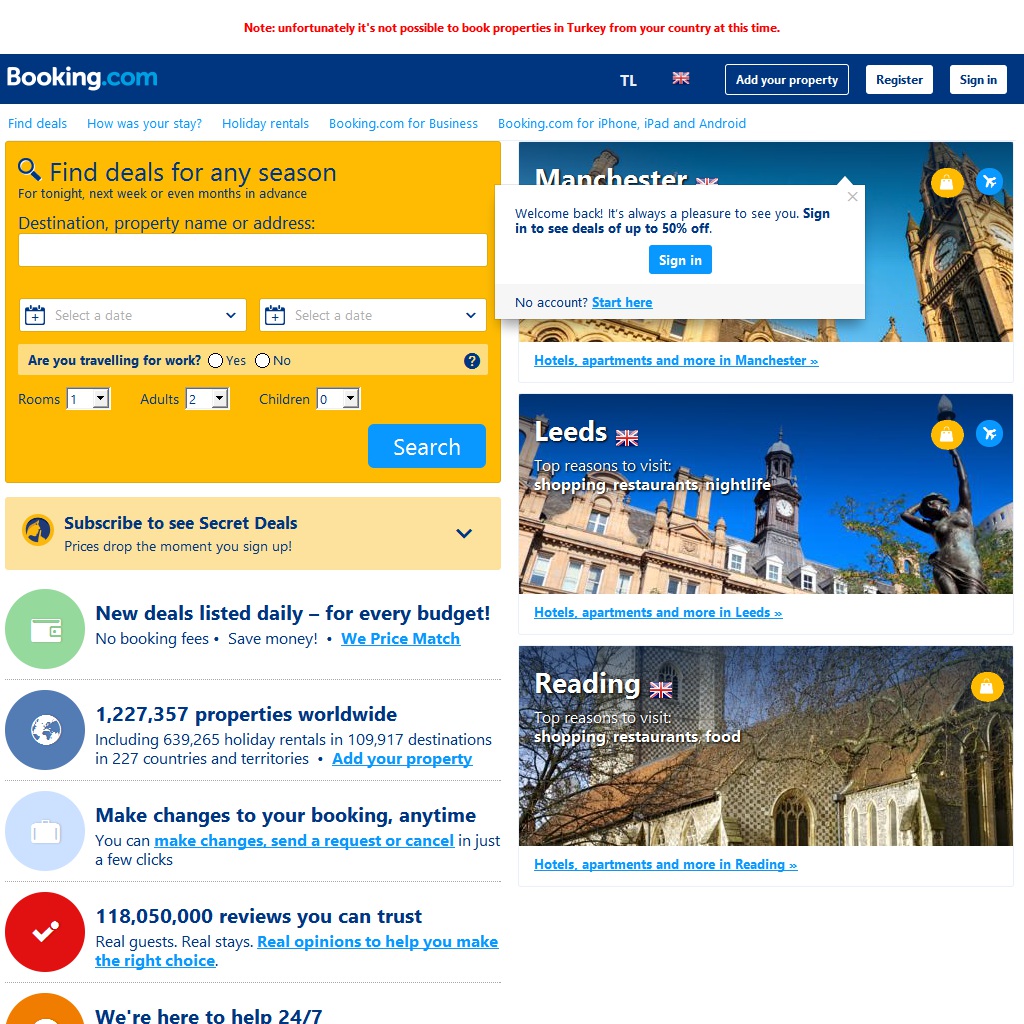 Note: unfortunately it's not possible to book properties in Turkey from your country at this time.
Booking.com
TL
Add your property
Register
Sign in
Find deals
How was your stay?
Holiday rentals
Booking.com for Business
Booking.com for iPhone, iPad and Android
Find deals for any season
For tonight, next week or even months in advance
Destination, property name or address:
Select a date
Select a date
Are you travelling for work?
Yes
No
?
Rooms 1
Adults 2
Children 0
Search
Subscribe to see Secret Deals
Prices drop the moment you sign up!
New deals listed daily – for every budget!
No booking fees • Save money! • We Price Match
1,227,357 properties worldwide
Including 639,265 holiday rentals in 109,917 destinations
in 227 countries and territories • Add your property
Make changes to your booking, anytime
You can make changes, send a request or cancel in just
a few clicks
118,050,000 reviews you can trust
Real guests. Real stays. Real opinions to help you make
the right choice.
We're here to help 24/7
Manchester
Welcome back! It's always a pleasure to see you. Sign
in to see deals of up to 50% off.
Sign in
No account? Start here
Hotels, apartments and more in Manchester »
Leeds
Top reasons to visit:
shopping, restaurants, nightlife
Hotels, apartments and more in Leeds »
Reading
Top reasons to visit:
shopping, restaurants, food
Hotels, apartments and more in Reading »